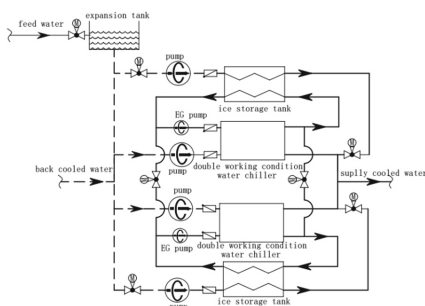 expansion tank
feed water
M
M
pump
ice storage tank
EG pump
pump
double working condition
water chiller
M
back cooled water
suplly cooled water
pump
M
EG pump
double working condition
water chiller
M
pump
ice storage tank